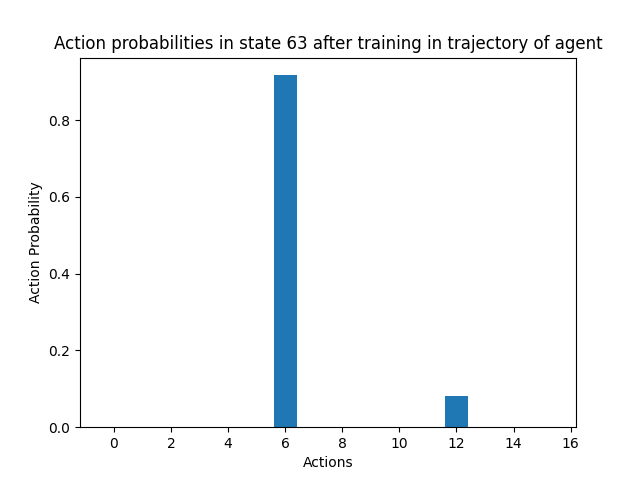 Action probabilities in state 63 after training in trajectory of agent
0.8
0.6
0.4
0.2
0.0
Action Probability
0 2 4 6 8 10 12 14 16
Actions